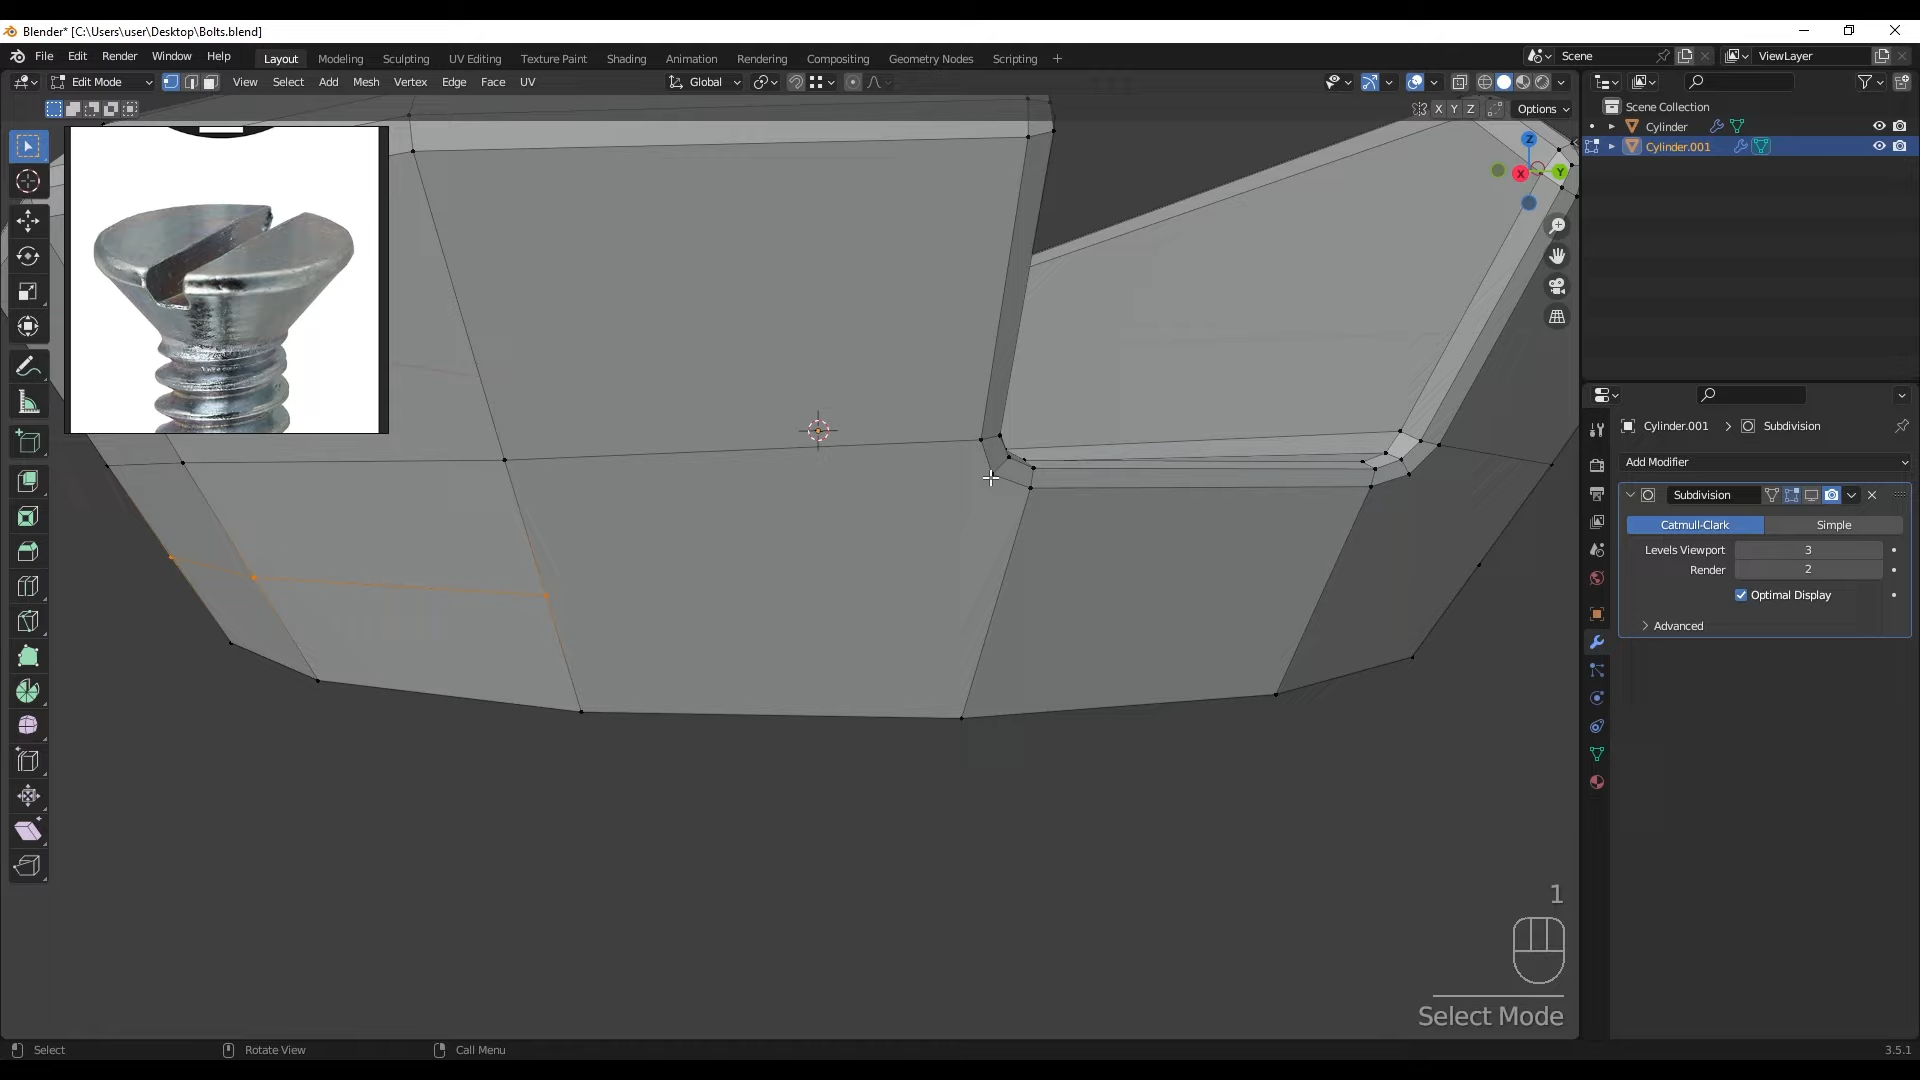 Blender* [C:\Users\user\Desktop\Bolts.blend]
File Edit Render Window Help Layout Modeling Sculpting UV Editing Texture Paint Shading Animation Rendering Compositing Geometry Nodes Scripting + Scene ViewLayer
Edit Mode View Select Add Mesh Vertex Edge Face UV Global
X Y Z Options
Scene Collection
Cylinder
Cylinder.001
Z
X Y
Cylinder.001 > Subdivision
Add Modifier
Subdivision
Catmull-Clark Simple
Levels Viewport 3
Render 2
Optimal Display
Advanced
1
Select Mode
Select Rotate View Call Menu 3.5.1